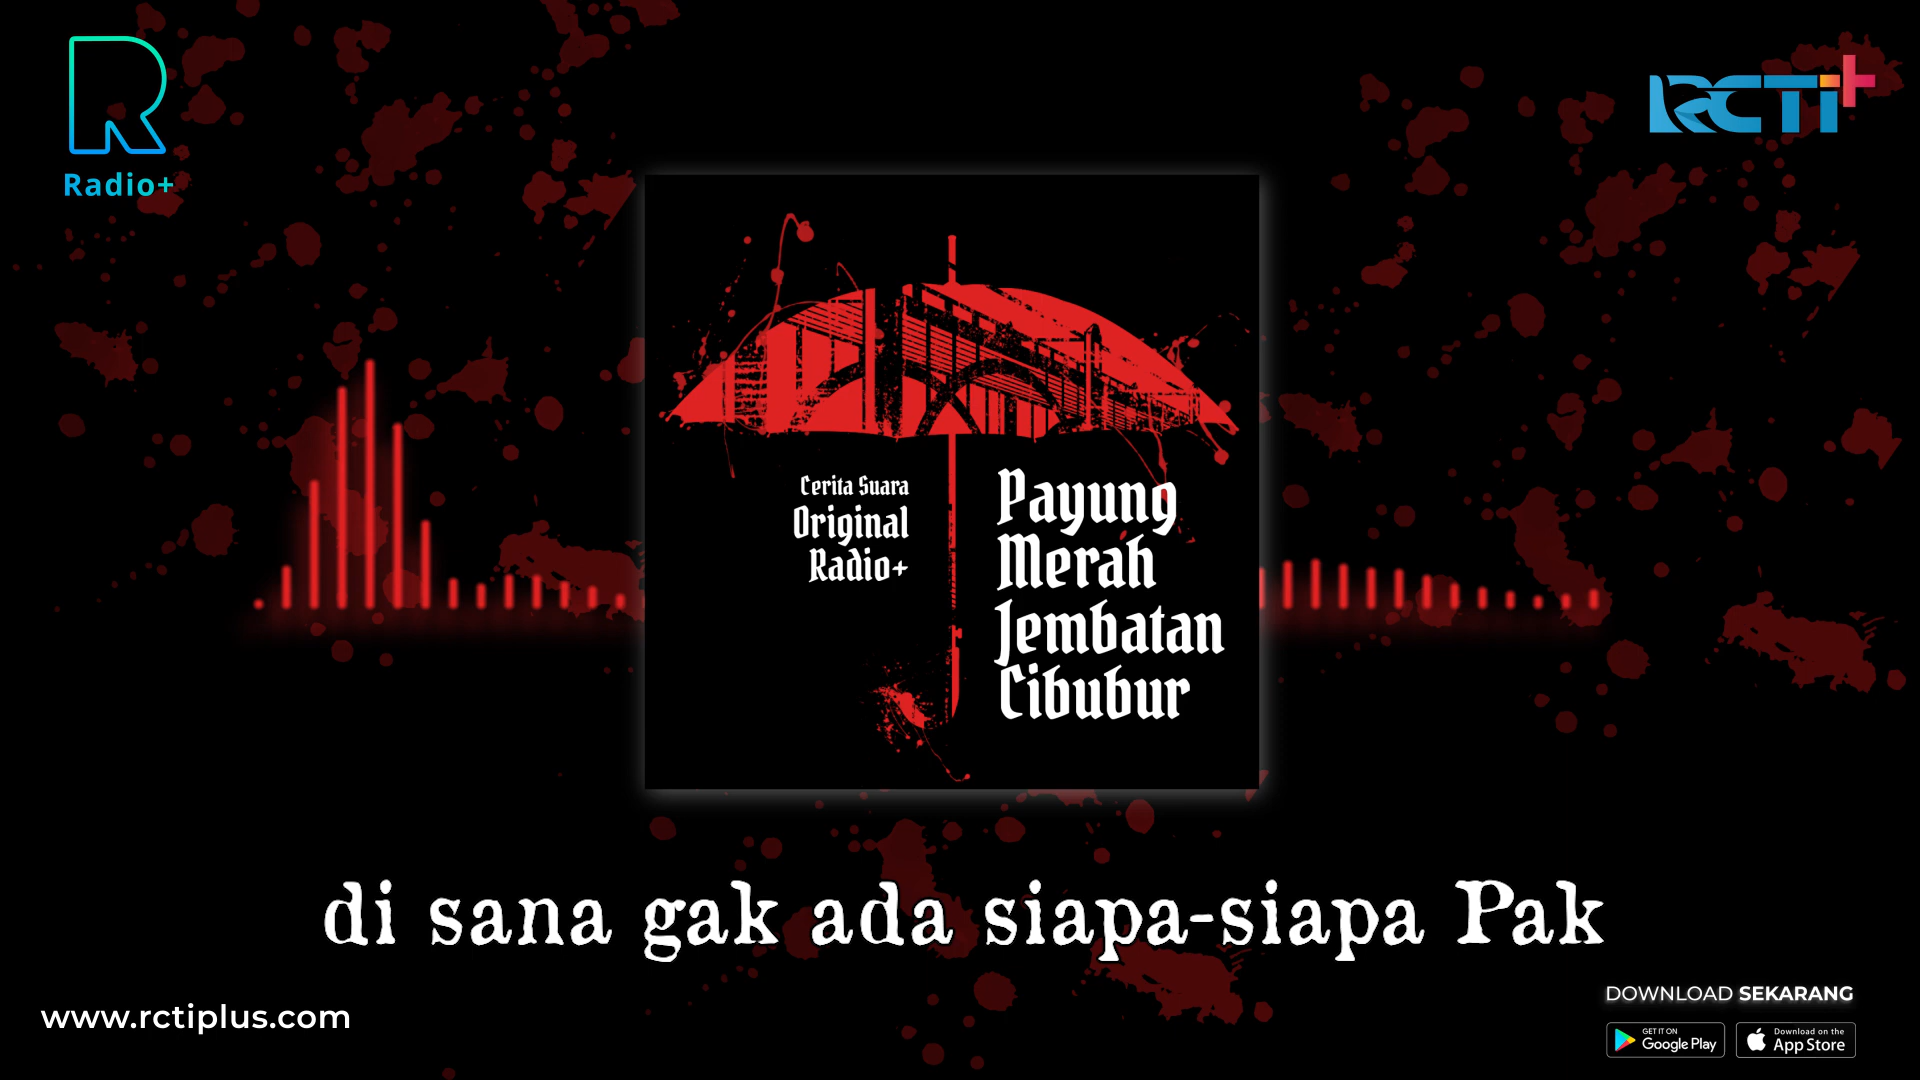 Radio+
RCTI+
Cerita Suara
Original
Radio+
Payung
Merah
Jembatan
Cibubur
di sana gak ada siapa-siapa Pak
www.rctiplus.com
DOWNLOAD SEKARANG
GET IT ON
Google Play
Download on the
App Store